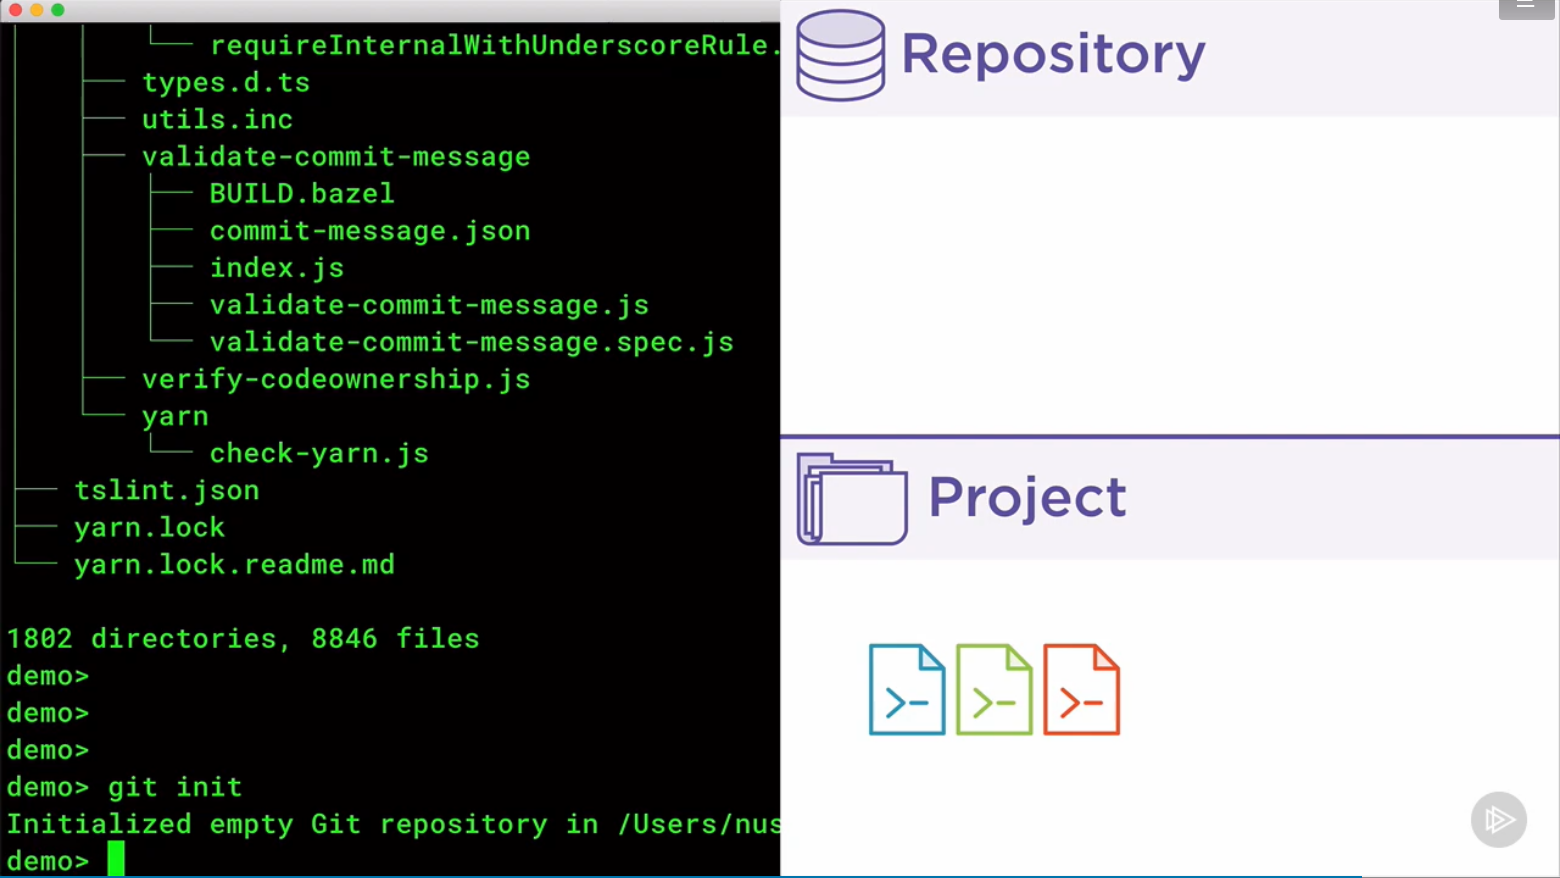 requireInternalWithUnderscoreRule.
types.d.ts
utils.inc
validate-commit-message
BUILD.bazel
commit-message.json
index.js
validate-commit-message.js
validate-commit-message.spec.js
verify-codeownership.js
yarn
check-yarn.js
tslint.json
yarn.lock
yarn.lock.readme.md
1802 directories, 8846 files
demo>
demo>
demo>
demo> git init
Initialized empty Git repository in /Users/nus
demo>
Repository
Project
>-
>-
>-